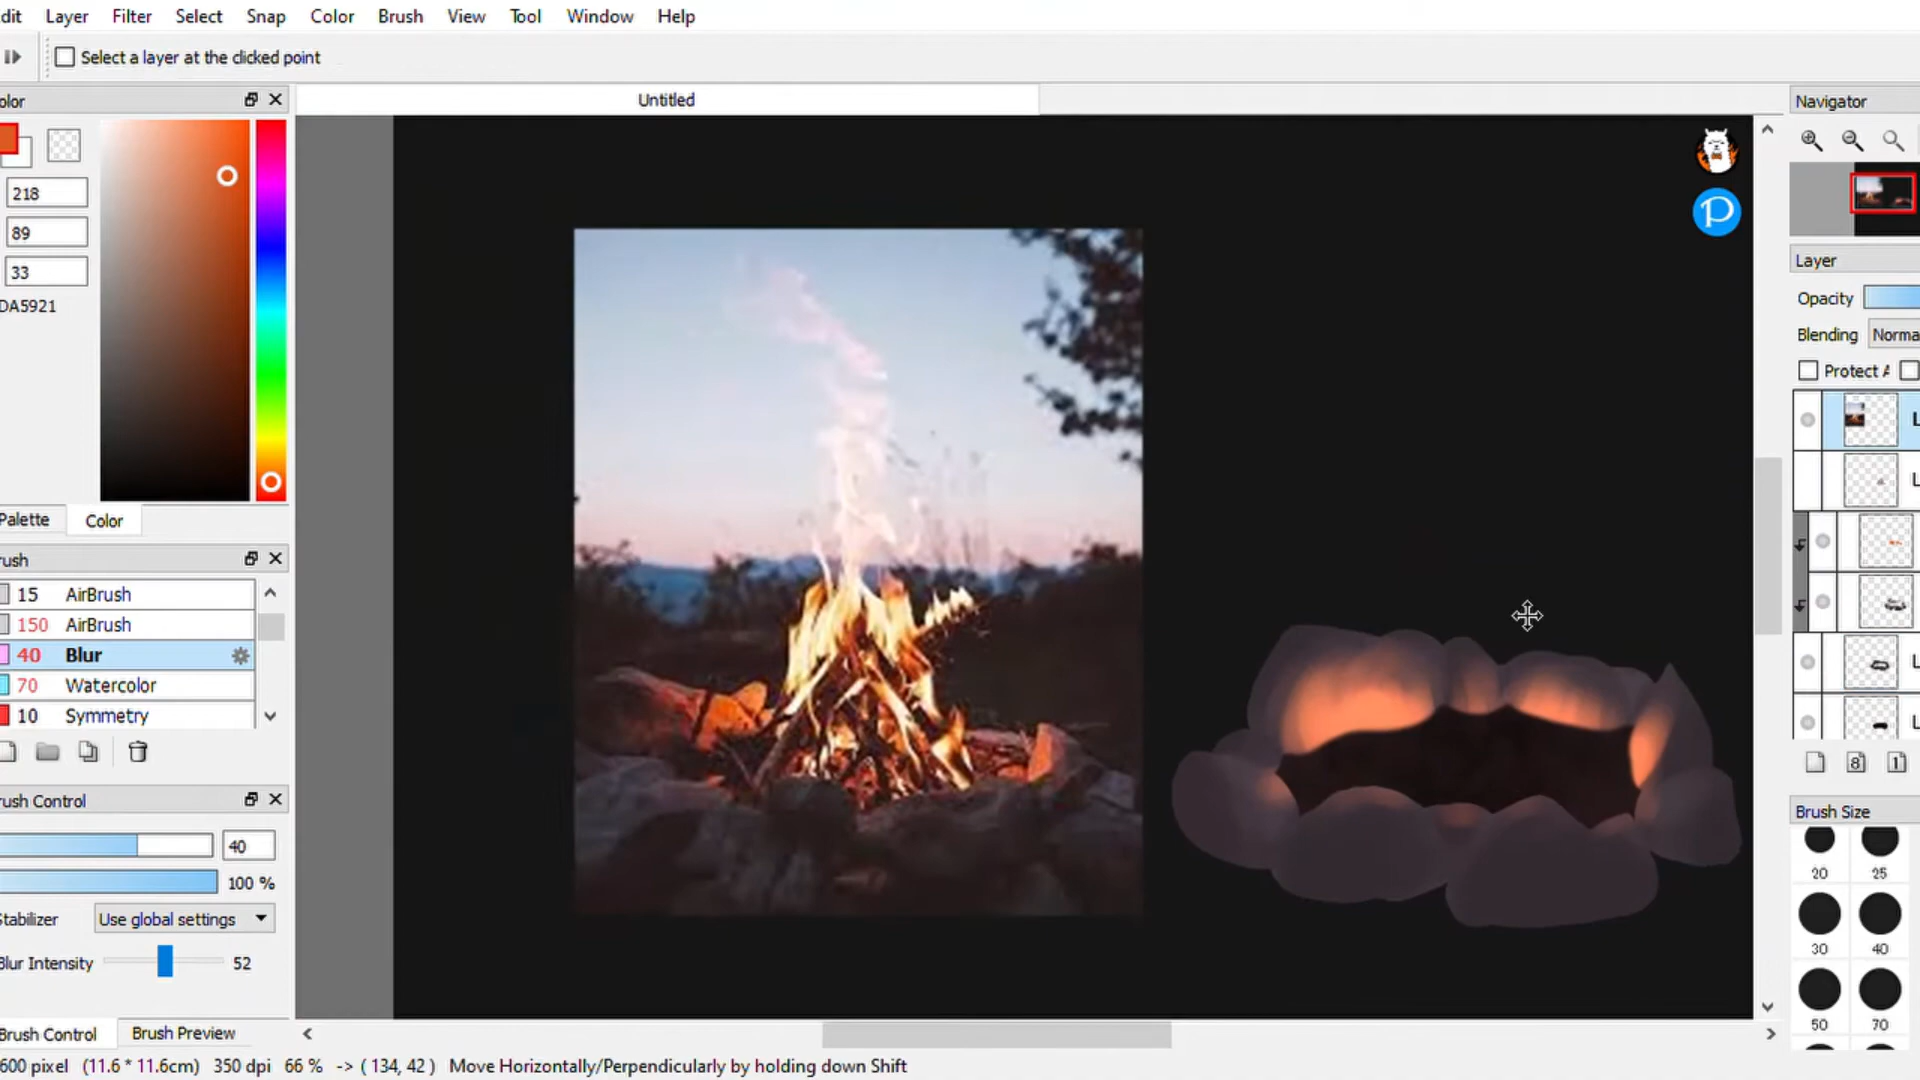 dit Layer Filter Select Snap Color Brush View Tool Window Help
Select a layer at the clicked point
olor
Untitled
Navigator
218
89
33
DA5921
Palette Color
rush
15 AirBrush
150 AirBrush
40 Blur
70 Watercolor
10 Symmetry
rush Control
40
100 %
Stabilizer Use global settings
Blur Intensity 52
Brush Control Brush Preview
600 pixel (11.6 * 11.6cm) 350 dpi 66 % -> ( 134, 42 ) Move Horizontally/Perpendicularly by holding down Shift
P
Layer
Opacity
Blending Norma
Protect A
L
L
L
L
8 1
Brush Size
20 25
30 40
50 70